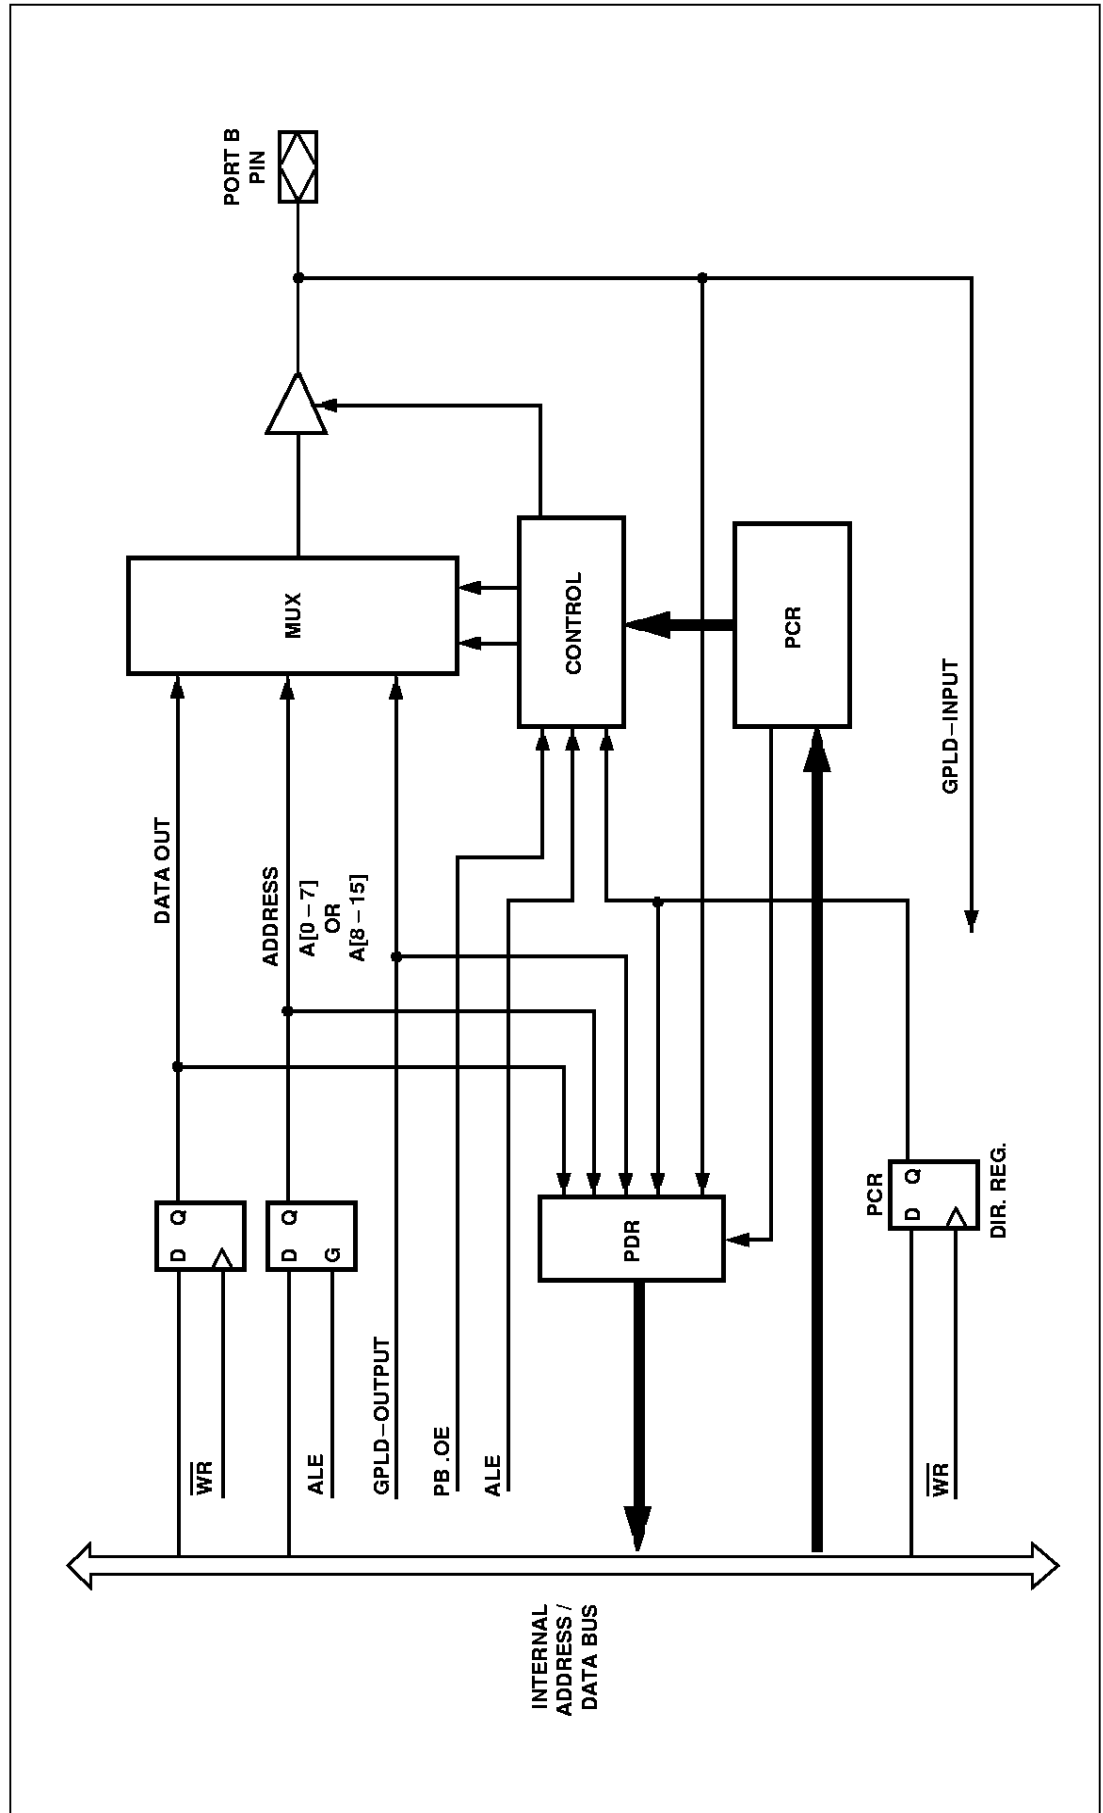 PORT B
PIN
MUX
CONTROL
PCR
DATA OUT
ADDRESS
A[0–7]
OR
A[8–15]
GPLD–INPUT
D Q
D Q
G
PDR
PCR
D Q
DIR. REG.
WR
ALE
GPLD–OUTPUT
PB .OE
ALE
WR
INTERNAL
ADDRESS /
DATA BUS